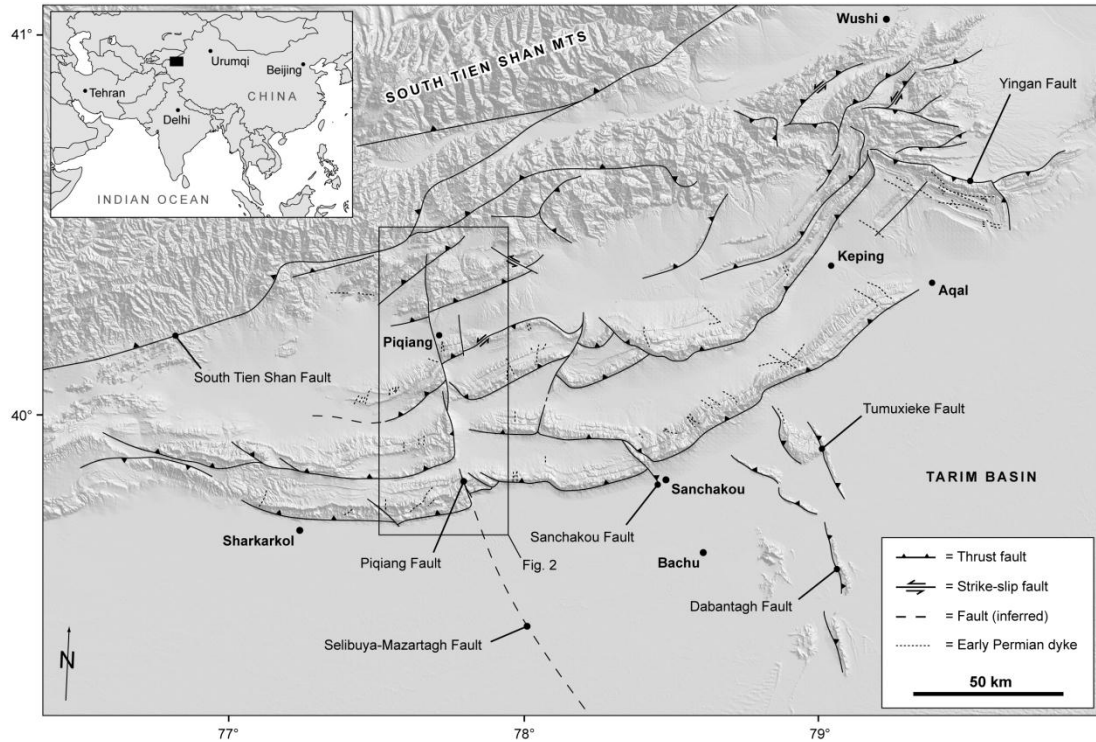 41°
Wushi
Urumqi
Beijing
Tehran
CHINA
Delhi
INDIAN OCEAN
SOUTH TIEN SHAN MTS
Yingan Fault
Keping
Aqal
Piqiang
South Tien Shan Fault
40°
Tumuxieke Fault
TARIM BASIN
Sanchakou
Sharkarkol
Sanchakou Fault
Piqiang Fault
Fig. 2
Bachu
Dabantagh Fault
Selibuya-Mazartagh Fault
N
= Thrust fault
= Strike-slip fault
= Fault (inferred)
= Early Permian dyke
50 km
77°
78°
79°